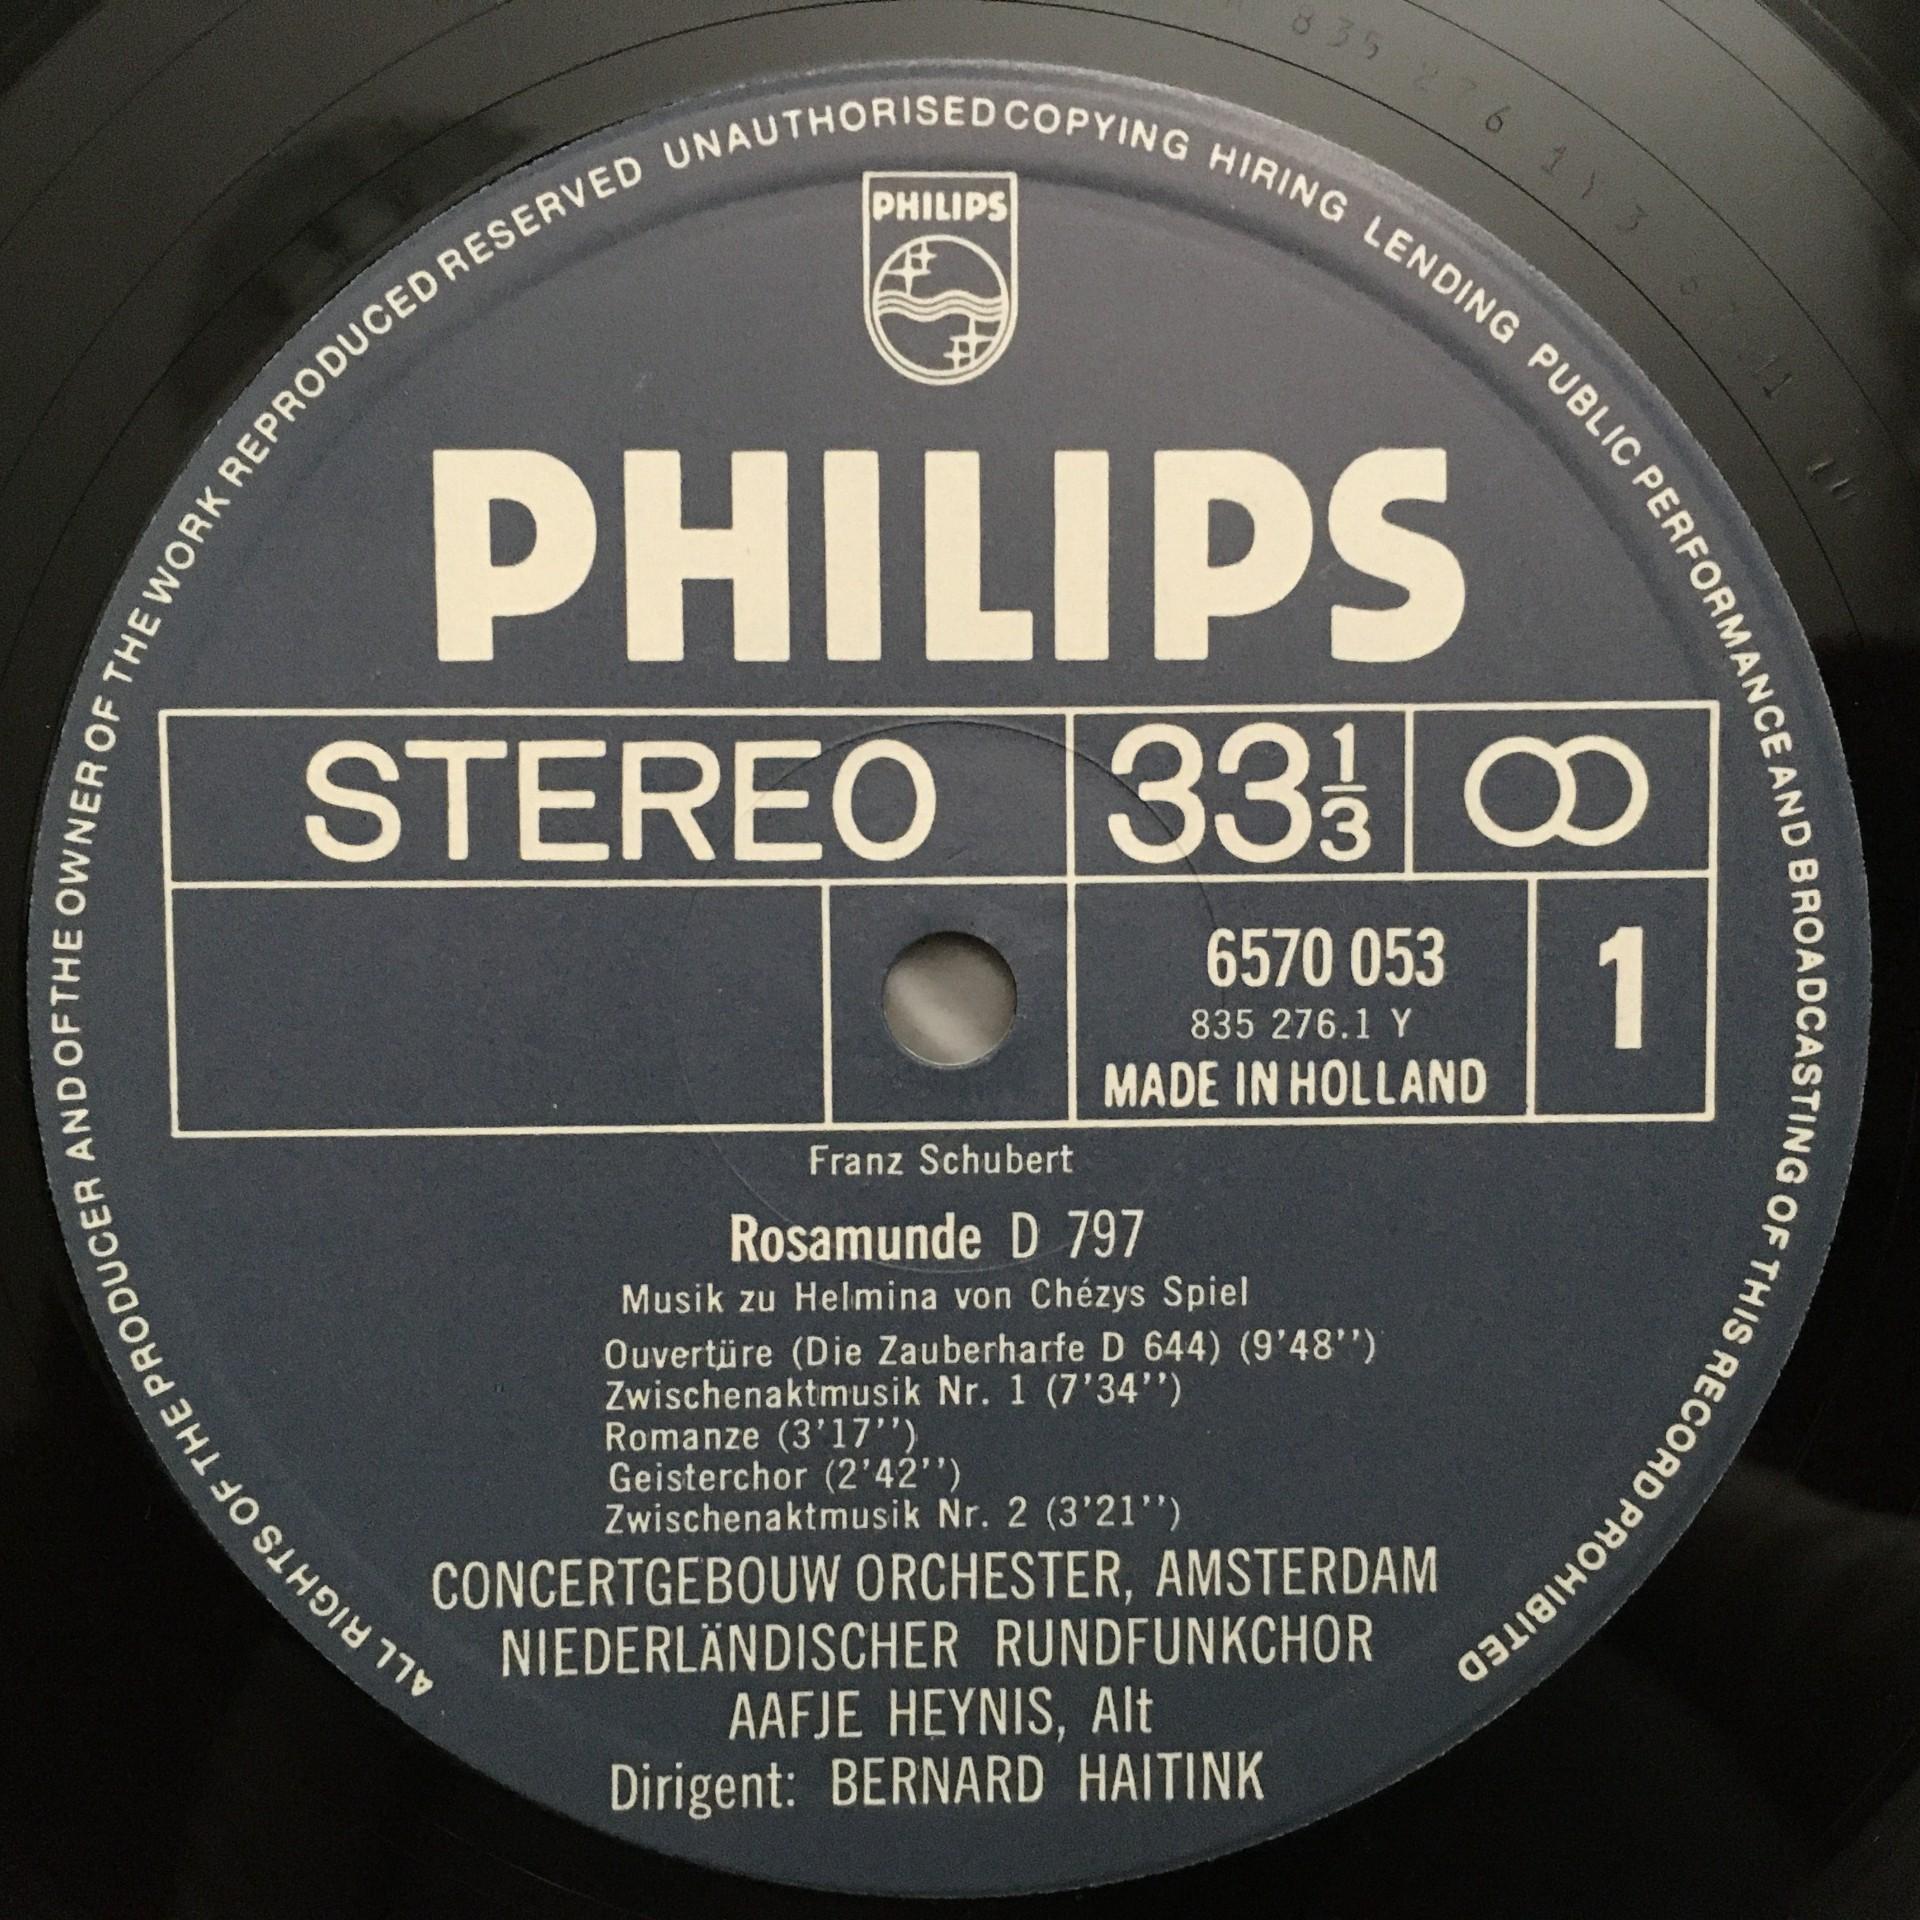 ALL RIGHTS OF THE PRODUCER AND OF THE OWNER OF THE WORK REPRODUCED RESERVED UNAUTHORISED COPYING HIRING LENDING PUBLIC PERFORMANCE AND BROADCASTING OF THIS RECORD PROHIBITED
PHILIPS
PHILIPS
STEREO 33 1/3
6570 053
835 276.1 Y
MADE IN HOLLAND
1
Franz Schubert
Rosamunde D 797
Musik zu Helmina von Chézys Spiel
Ouvertüre (Die Zauberharfe D 644) (9'48'')
Zwischenaktmusik Nr. 1 (7'34'')
Romanze (3'17'')
Geisterchor (2'42'')
Zwischenaktmusik Nr. 2 (3'21'')
CONCERTGEBOUW ORCHESTER, AMSTERDAM
NIEDERLÄNDISCHER RUNDFUNKCHOR
AAFJE HEYNIS, Alt
Dirigent: BERNARD HAITINK